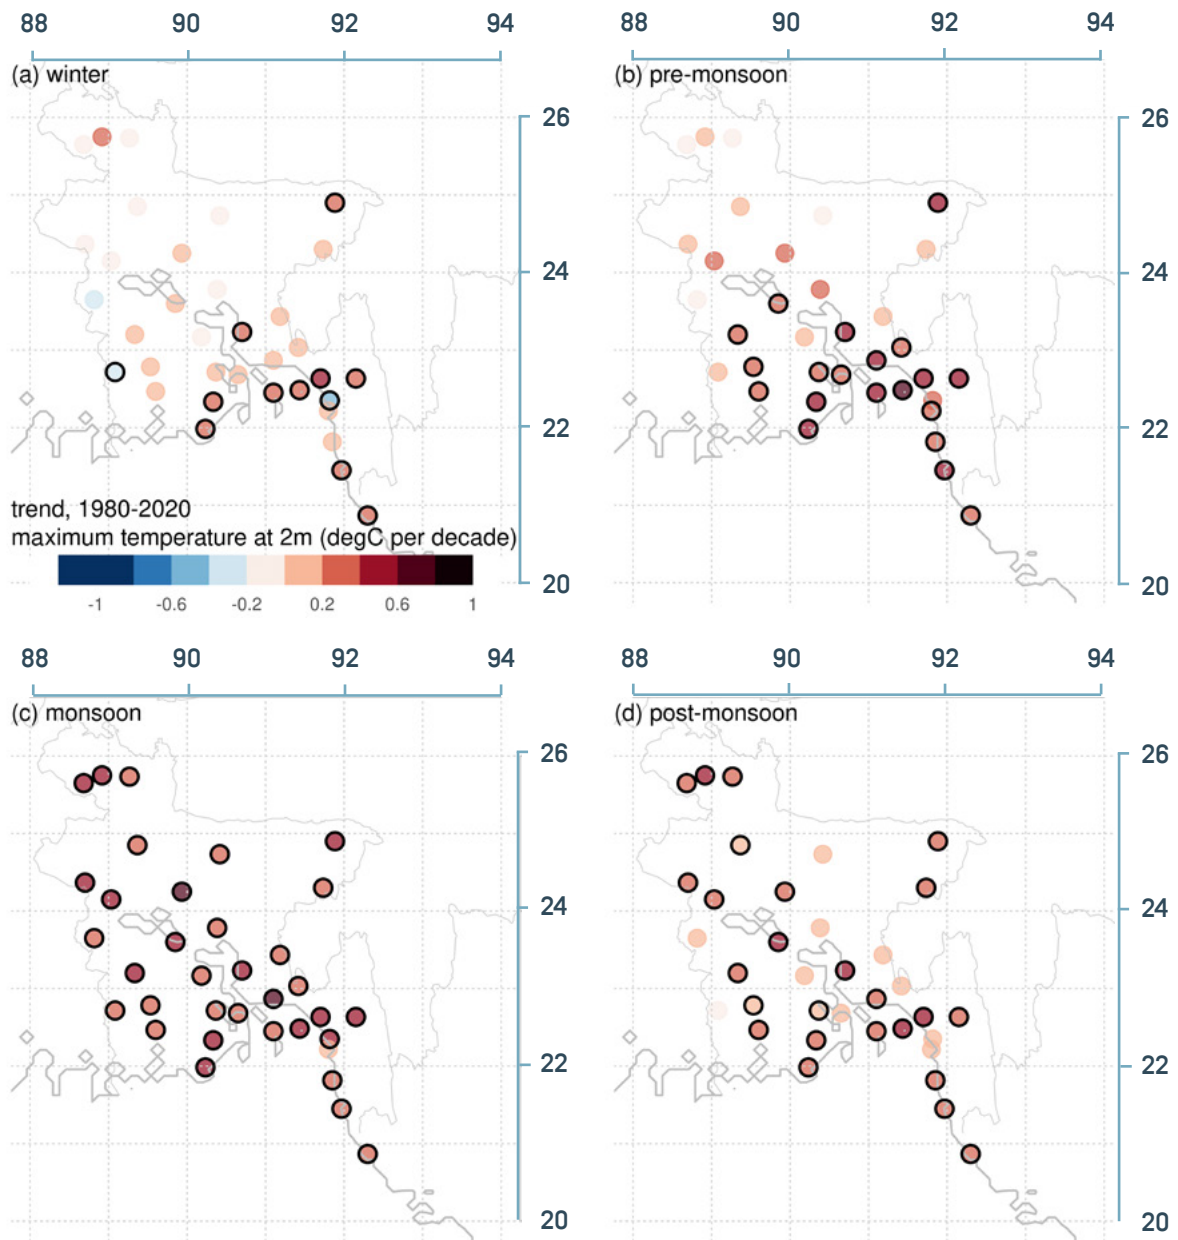 88 90 92 94 88 90 92 94
(a) winter (b) pre-monsoon
26 26
24 24
22 22
trend, 1980-2020
maximum temperature at 2m (degC per decade)
20 20
-1 -0.6 -0.2 0.2 0.6 1
88 90 92 94 88 90 92 94
(c) monsoon (d) post-monsoon
26 26
24 24
22 22
20 20